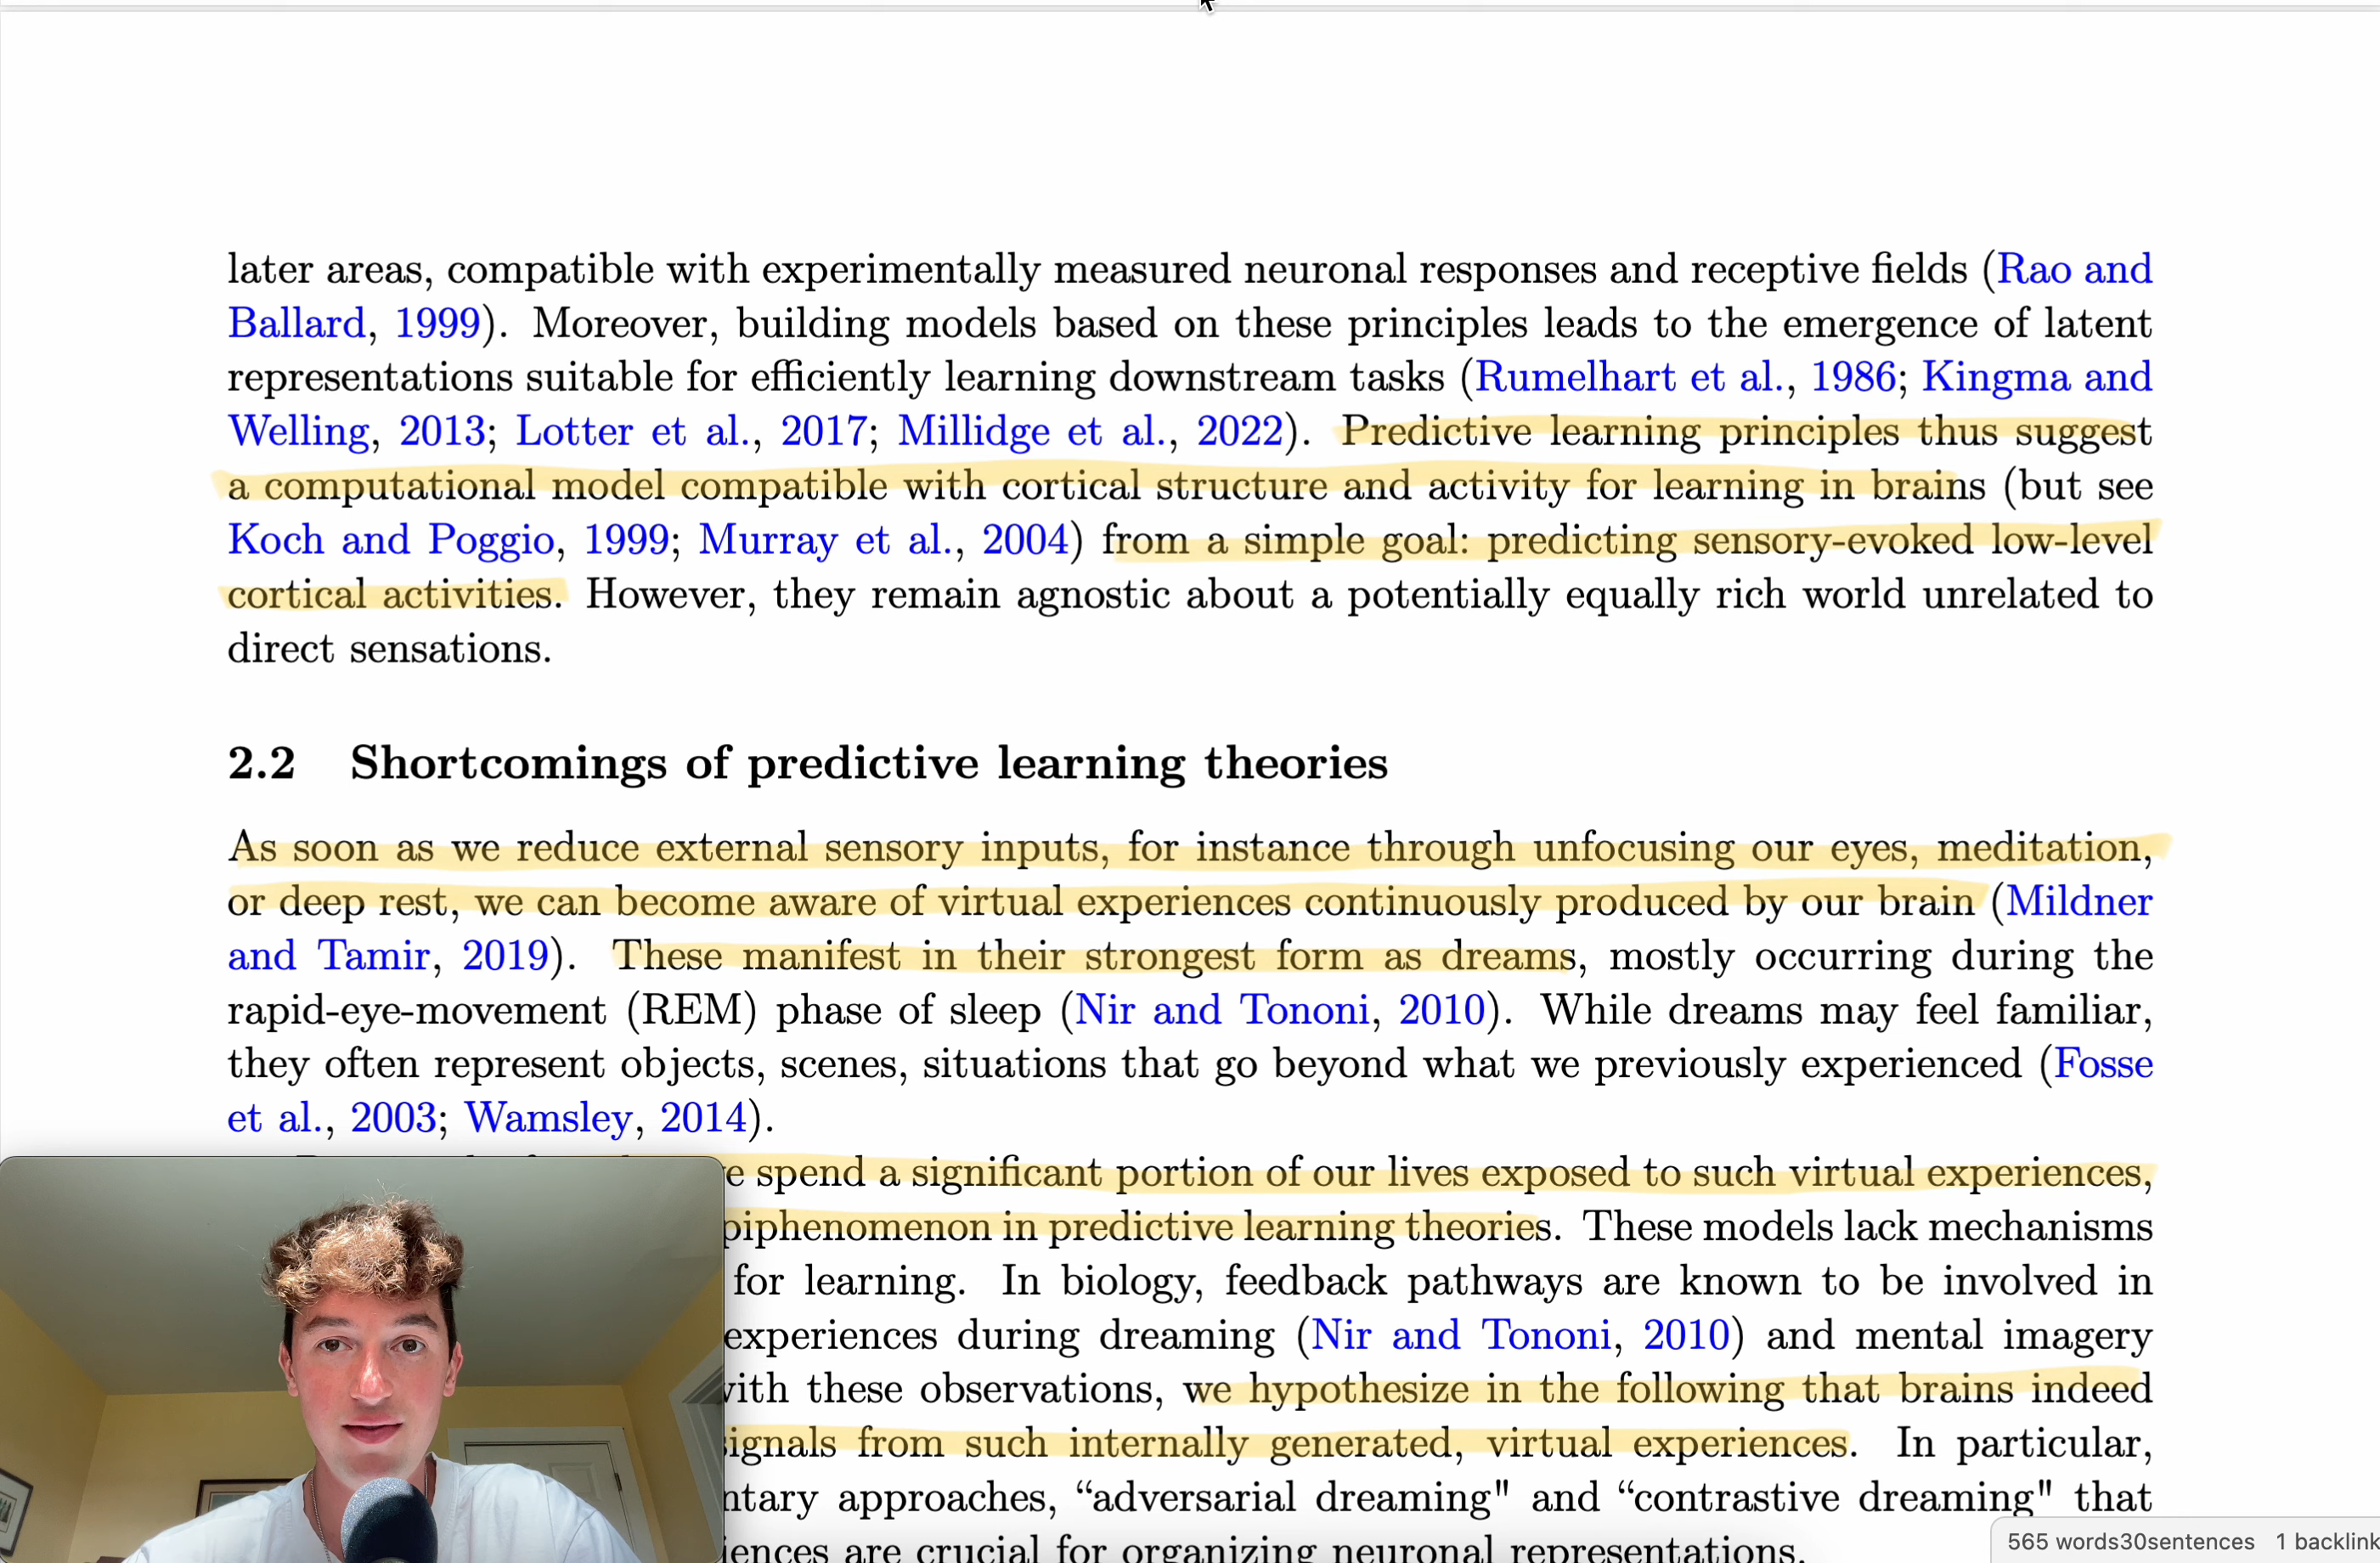 later areas, compatible with experimentally measured neuronal responses and receptive fields (Rao and
Ballard, 1999). Moreover, building models based on these principles leads to the emergence of latent
representations suitable for efficiently learning downstream tasks (Rumelhart et al., 1986; Kingma and
Welling, 2013; Lotter et al., 2017; Millidge et al., 2022). Predictive learning principles thus suggest
a computational model compatible with cortical structure and activity for learning in brains (but see
Koch and Poggio, 1999; Murray et al., 2004) from a simple goal: predicting sensory-evoked low-level
cortical activities. However, they remain agnostic about a potentially equally rich world unrelated to
direct sensations.
2.2 Shortcomings of predictive learning theories
As soon as we reduce external sensory inputs, for instance through unfocusing our eyes, meditation,
or deep rest, we can become aware of virtual experiences continuously produced by our brain (Mildner
and Tamir, 2019). These manifest in their strongest form as dreams, mostly occurring during the
rapid-eye-movement (REM) phase of sleep (Nir and Tononi, 2010). While dreams may feel familiar,
they often represent objects, scenes, situations that go beyond what we previously experienced (Fosse
et al., 2003; Wamsley, 2014).
e spend a significant portion of our lives exposed to such virtual experiences,
piphenomenon in predictive learning theories. These models lack mechanisms
for learning. In biology, feedback pathways are known to be involved in
experiences during dreaming (Nir and Tononi, 2010) and mental imagery
with these observations, we hypothesize in the following that brains indeed
signals from such internally generated, virtual experiences. In particular,
ntary approaches, “adversarial dreaming" and “contrastive dreaming" that
iences are crucial for organizing neuronal representations.
565 words30sentences 1 backlink